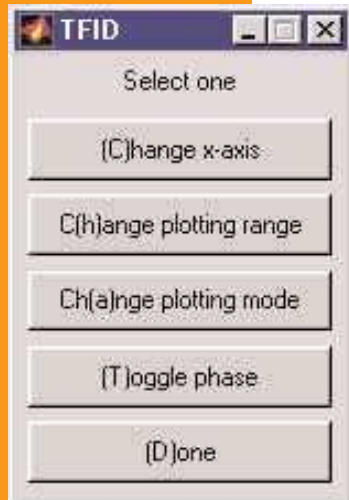 TFID
Select one
(C)hange x-axis
C(h)ange plotting range
Ch(a)nge plotting mode
(T)oggle phase
(D)one